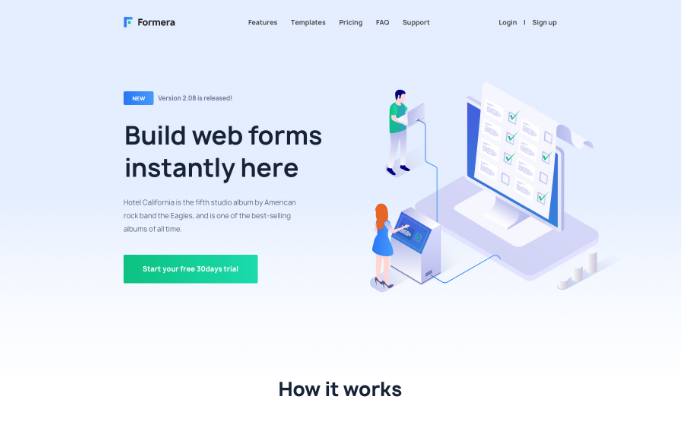 Formera
Features Templates Pricing FAQ Support
Login | Sign up
NEW Version 2.08 is released!
Build web forms
instantly here
Hotel California is the fifth studio album by American
rock band the Eagles, and is one of the best-selling
albums of all time.
Start your free 30days trial
How it works